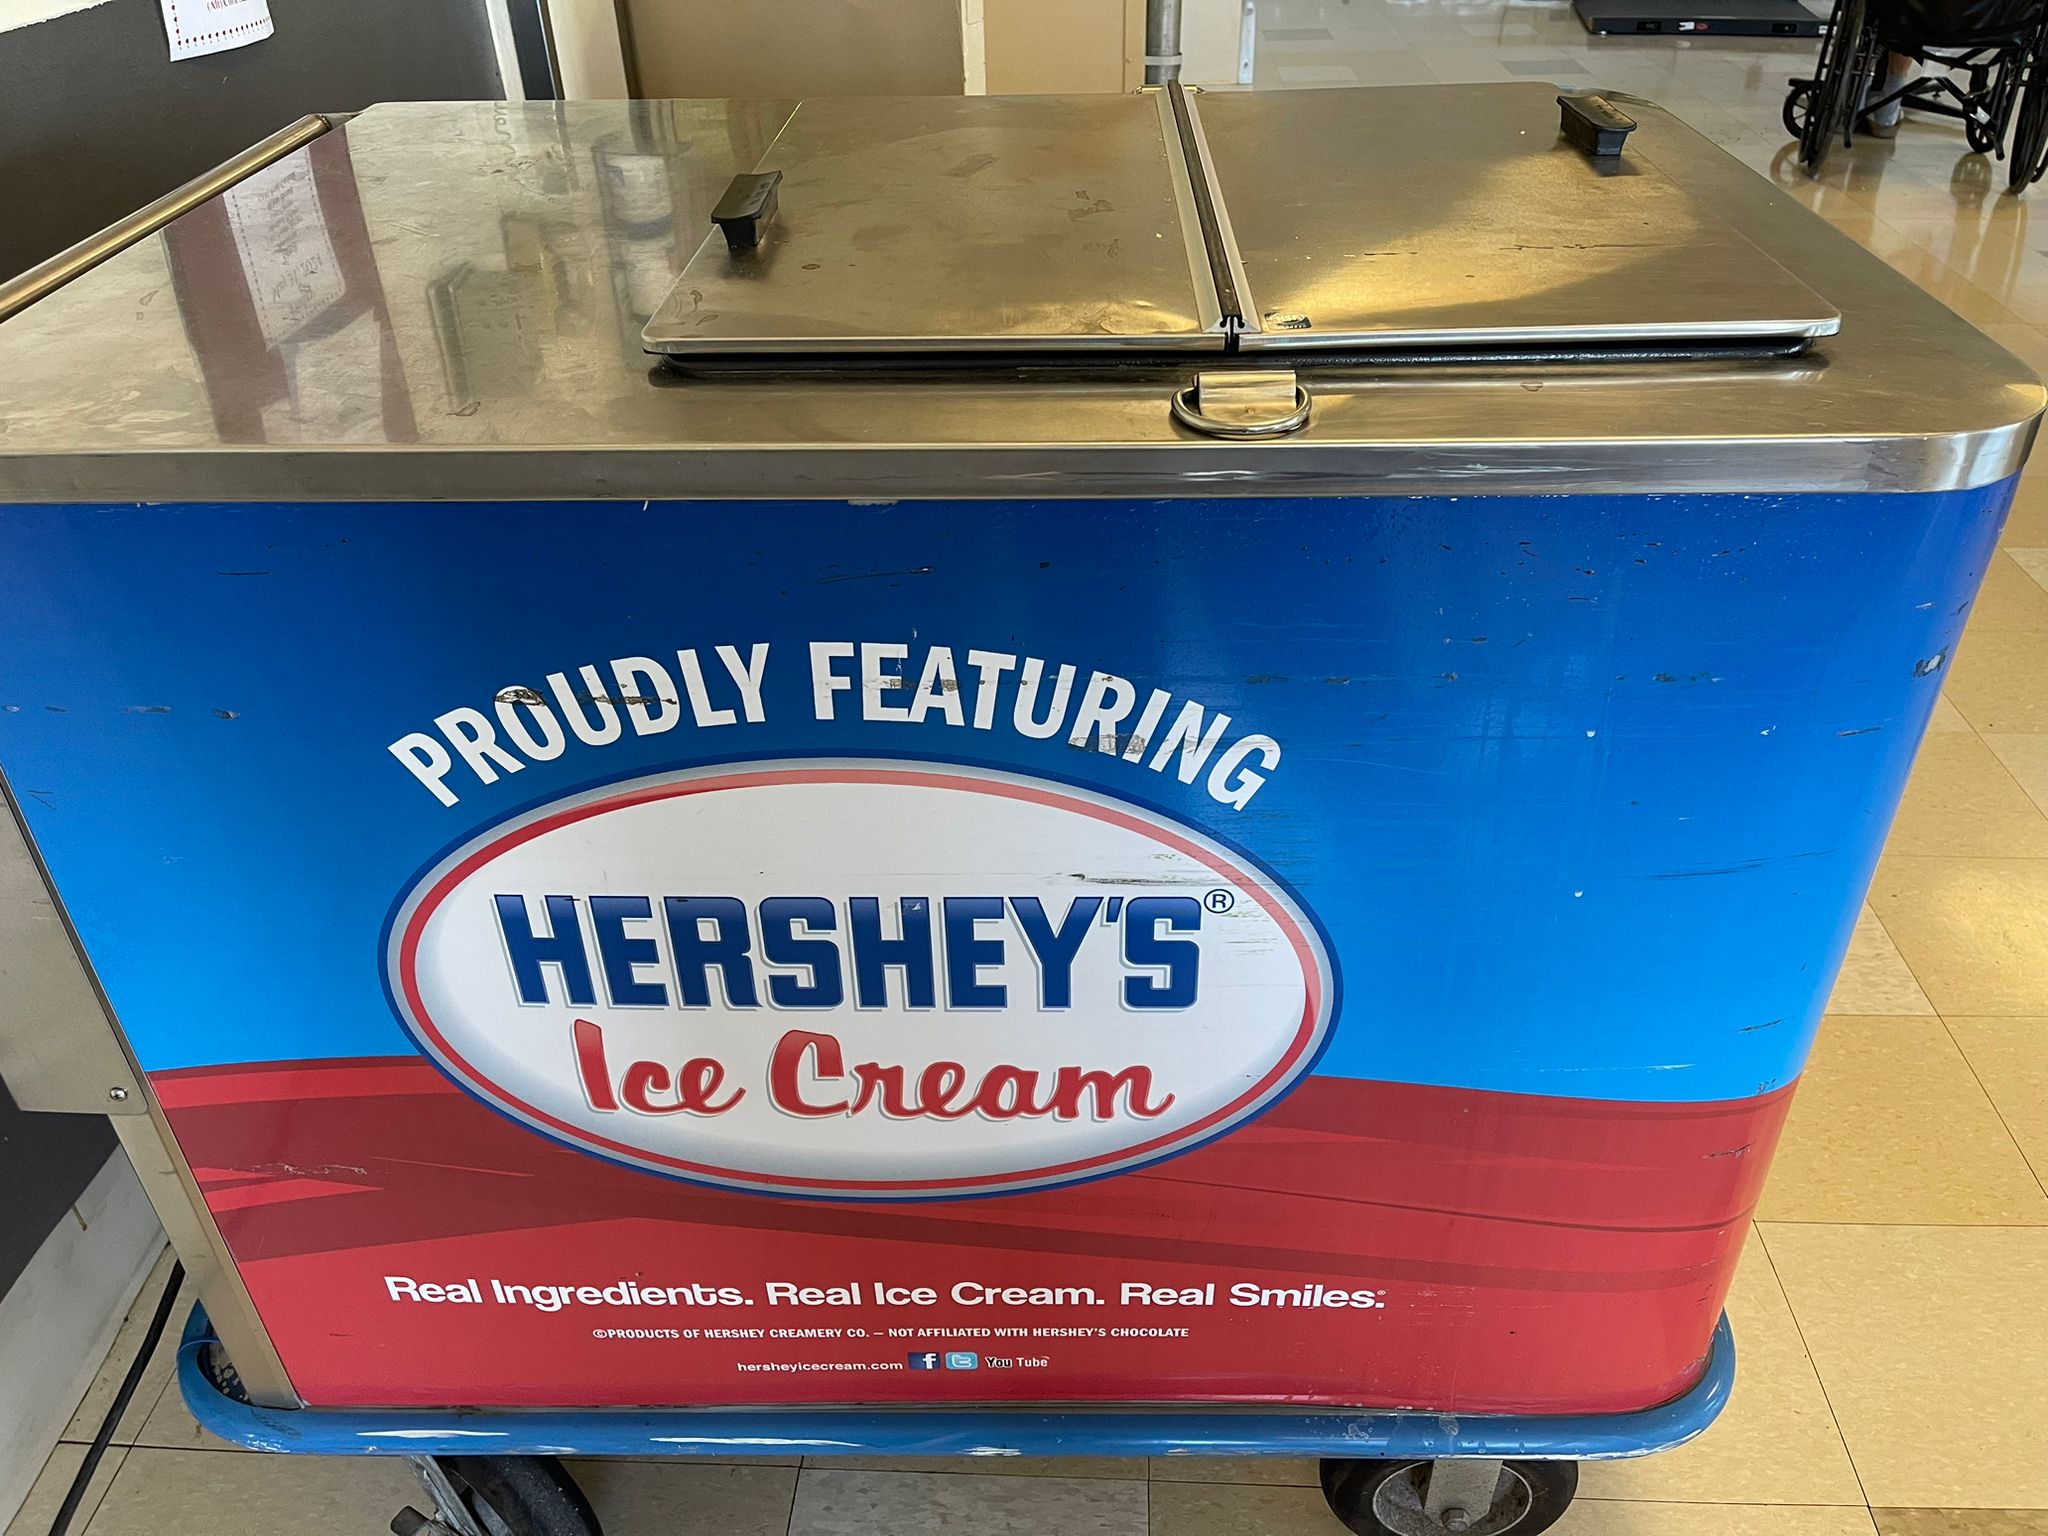 PROUDLY FEATURING
HERSHEY'S®
Ice Cream
Real Ingredients. Real Ice Cream. Real Smiles.
©PRODUCTS OF HERSHEY CREAMERY CO. — NOT AFFILIATED WITH HERSHEY'S CHOCOLATE
hersheyicecream.com f t You Tube